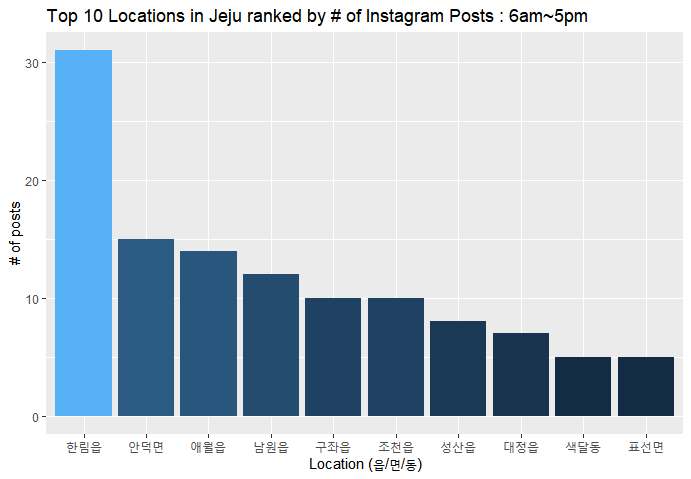 Top 10 Locations in Jeju ranked by # of Instagram Posts : 6am~5pm
# of posts
30
20
10
0
한림읍 안덕면 애월읍 남원읍 구좌읍 조천읍 성산읍 대정읍 색달동 표선면
Location (읍/면/동)